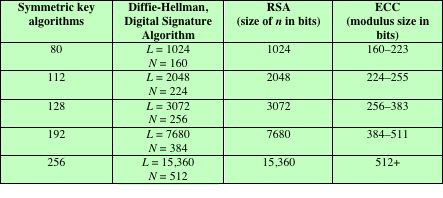 Symmetric key algorithms | Diffie-Hellman, Digital Signature Algorithm | RSA (size of n in bits) | ECC (modulus size in bits)
80 | L = 1024 N = 160 | 1024 | 160–223
112 | L = 2048 N = 224 | 2048 | 224–255
128 | L = 3072 N = 256 | 3072 | 256–383
192 | L = 7680 N = 384 | 7680 | 384–511
256 | L = 15,360 N = 512 | 15,360 | 512+